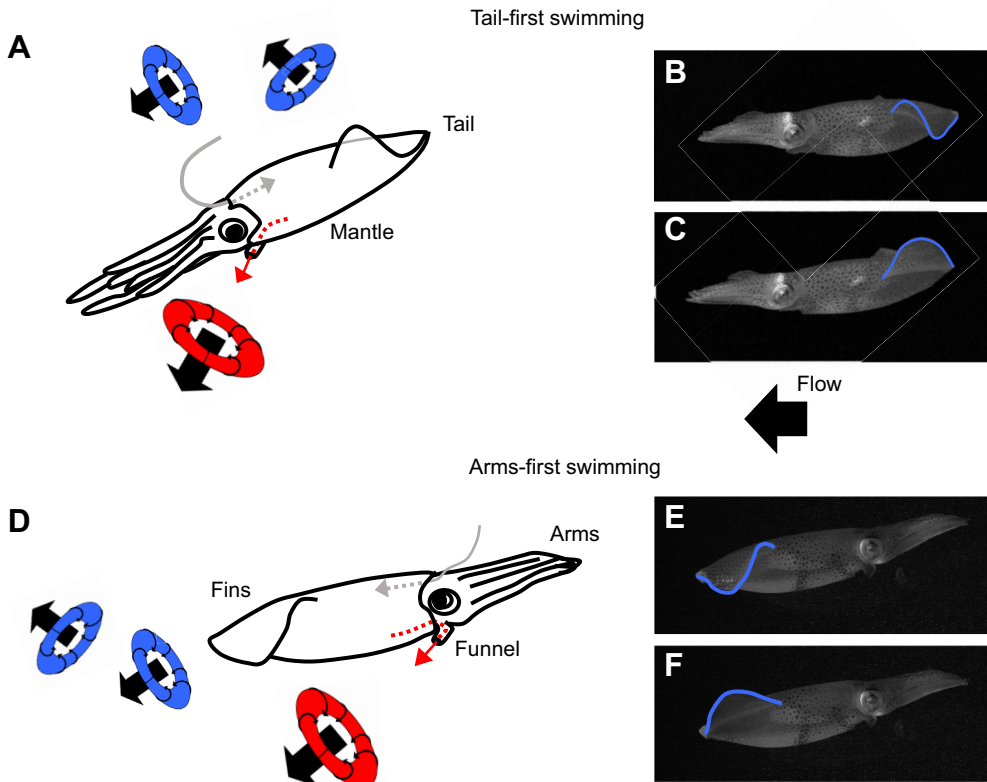 Tail-first swimming
A
B
Tail
Mantle
C
Flow
Arms-first swimming
D
E
Arms
Fins
Funnel
F